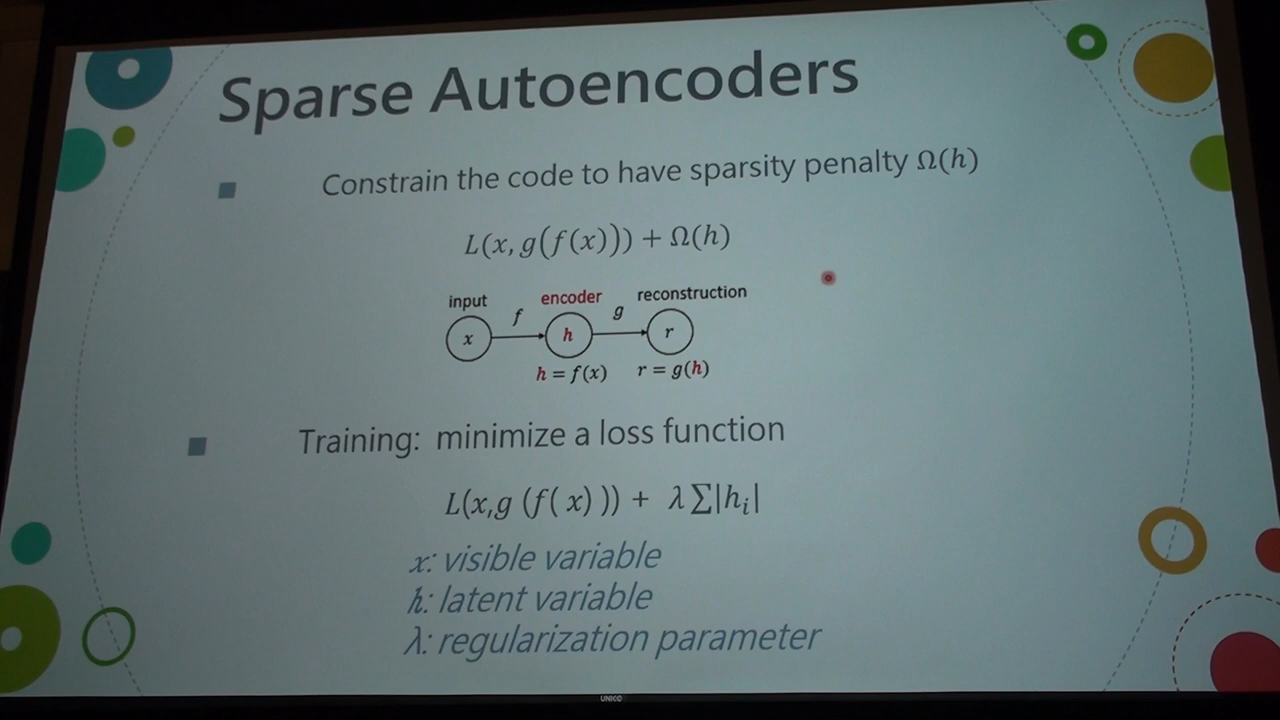 Sparse Autoencoders
Constrain the code to have sparsity penalty Ω(h)
L(x, g(f(x))) + Ω(h)
input f encoder g reconstruction
x h r
h = f(x) r = g(h)
Training: minimize a loss function
L(x,g (f( x) )) + λ∑|hᵢ|
x: visible variable
h: latent variable
λ: regularization parameter
UNICO